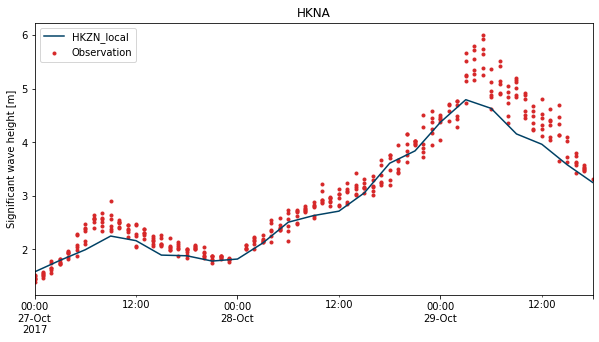 HKNA
HKZN_local
Observation
Significant wave height [m]
6
5
4
3
2
00:00
27-Oct
2017
12:00
00:00
28-Oct
12:00
00:00
29-Oct
12:00